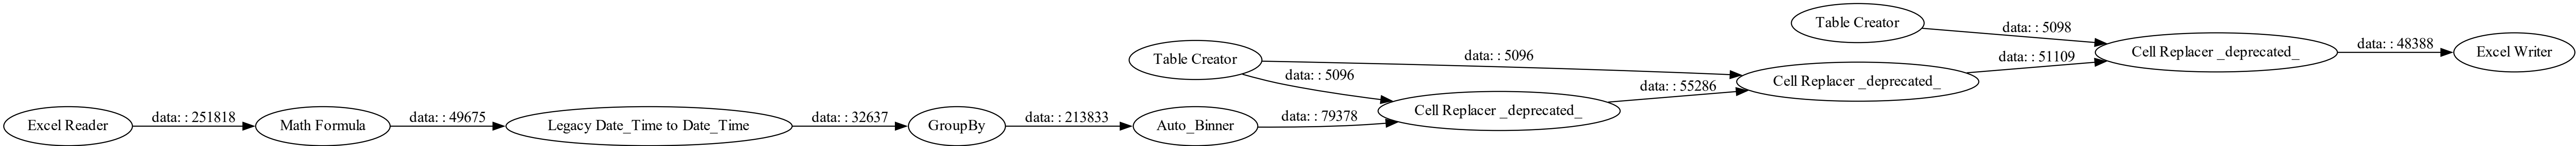 Excel Reader
data: : 251818
Math Formula
data: : 49675
Legacy Date_Time to Date_Time
data: : 32637
GroupBy
data: : 213833
Auto_Binner
data: : 79378
Table Creator
data: : 5096
data: : 5096
Cell Replacer _deprecated_
data: : 55286
Cell Replacer _deprecated_
data: : 51109
Table Creator
data: : 5098
Cell Replacer _deprecated_
data: : 48388
Excel Writer